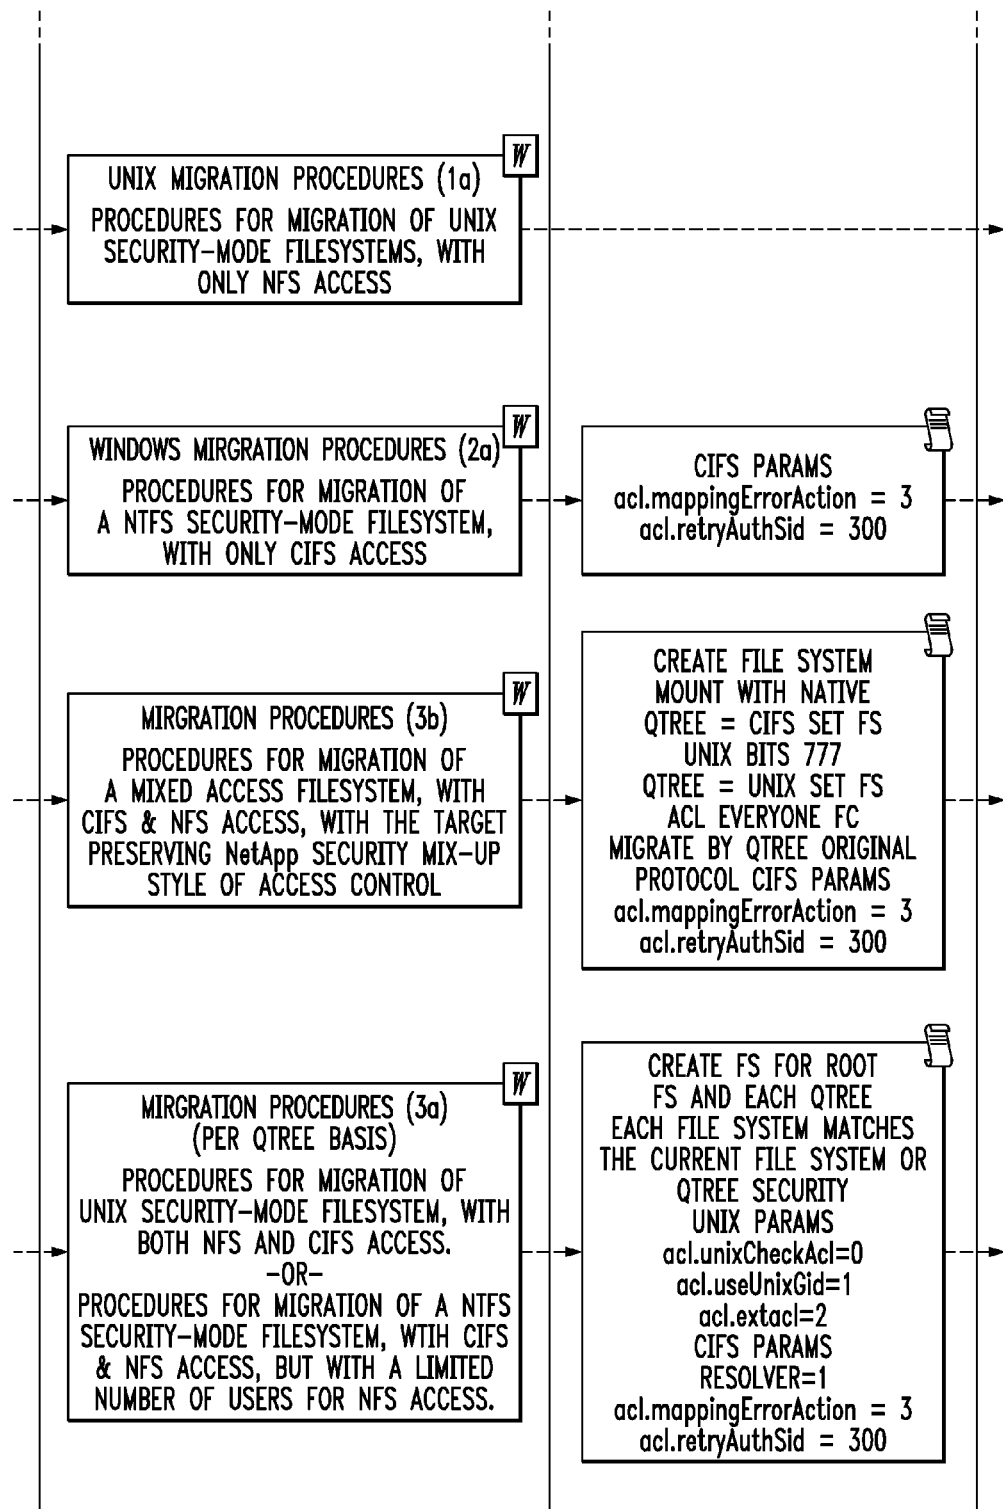 W
UNIX MIGRATION PROCEDURES (1a)
PROCEDURES FOR MIGRATION OF UNIX
SECURITY-MODE FILESYSTEMS, WITH
ONLY NFS ACCESS
W
WINDOWS MIRGRATION PROCEDURES (2a)
PROCEDURES FOR MIGRATION OF
A NTFS SECURITY-MODE FILESYSTEM,
WITH ONLY CIFS ACCESS
CIFS PARAMS
acl.mappingErrorAction = 3
acl.retryAuthSid = 300
W
MIRGRATION PROCEDURES (3b)
PROCEDURES FOR MIGRATION OF
A MIXED ACCESS FILESYSTEM, WITH
CIFS & NFS ACCESS, WITH THE TARGET
PRESERVING NetApp SECURITY MIX-UP
STYLE OF ACCESS CONTROL
CREATE FILE SYSTEM
MOUNT WITH NATIVE
QTREE = CIFS SET FS
UNIX BITS 777
QTREE = UNIX SET FS
ACL EVERYONE FC
MIGRATE BY QTREE ORIGINAL
PROTOCOL CIFS PARAMS
acl.mappingErrorAction = 3
acl.retryAuthSid = 300
W
MIRGRATION PROCEDURES (3a)
(PER QTREE BASIS)
PROCEDURES FOR MIGRATION OF
UNIX SECURITY-MODE FILESYSTEM, WITH
BOTH NFS AND CIFS ACCESS.
-OR-
PROCEDURES FOR MIGRATION OF A NTFS
SECURITY-MODE FILESYSTEM, WTIH CIFS
& NFS ACCESS, BUT WITH A LIMITED
NUMBER OF USERS FOR NFS ACCESS.
CREATE FS FOR ROOT
FS AND EACH QTREE
EACH FILE SYSTEM MATCHES
THE CURRENT FILE SYSTEM OR
QTREE SECURITY
UNIX PARAMS
acl.unixCheckAcl=0
acl.useUnixGid=1
acl.extacl=2
CIFS PARAMS
RESOLVER=1
acl.mappingErrorAction = 3
acl.retryAuthSid = 300